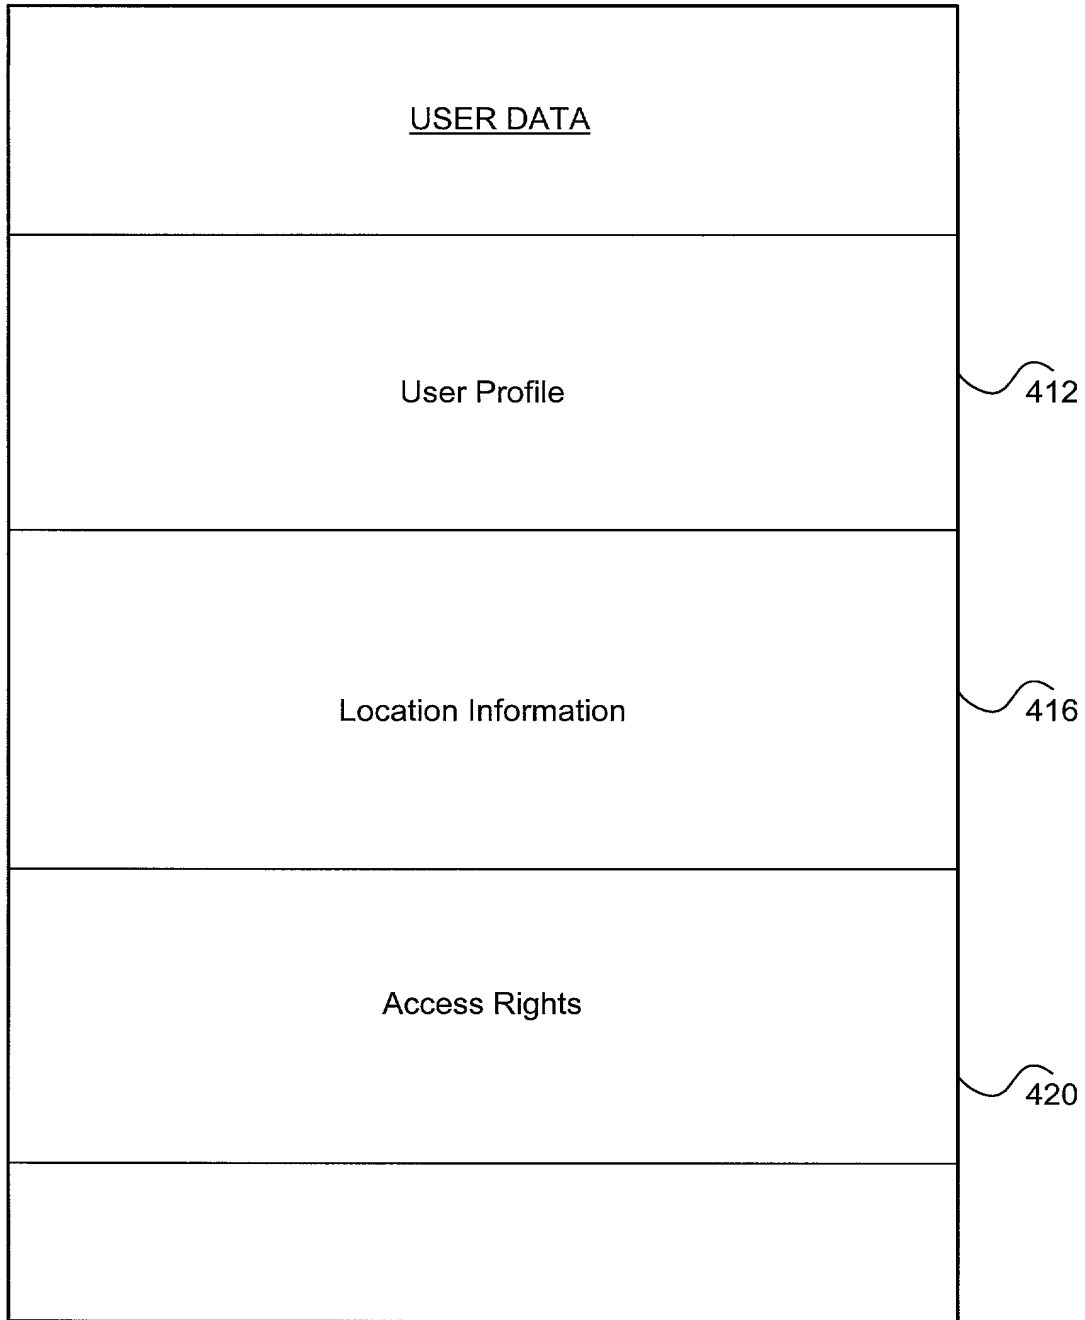 USER DATA
User Profile
412
Location Information
416
Access Rights
420